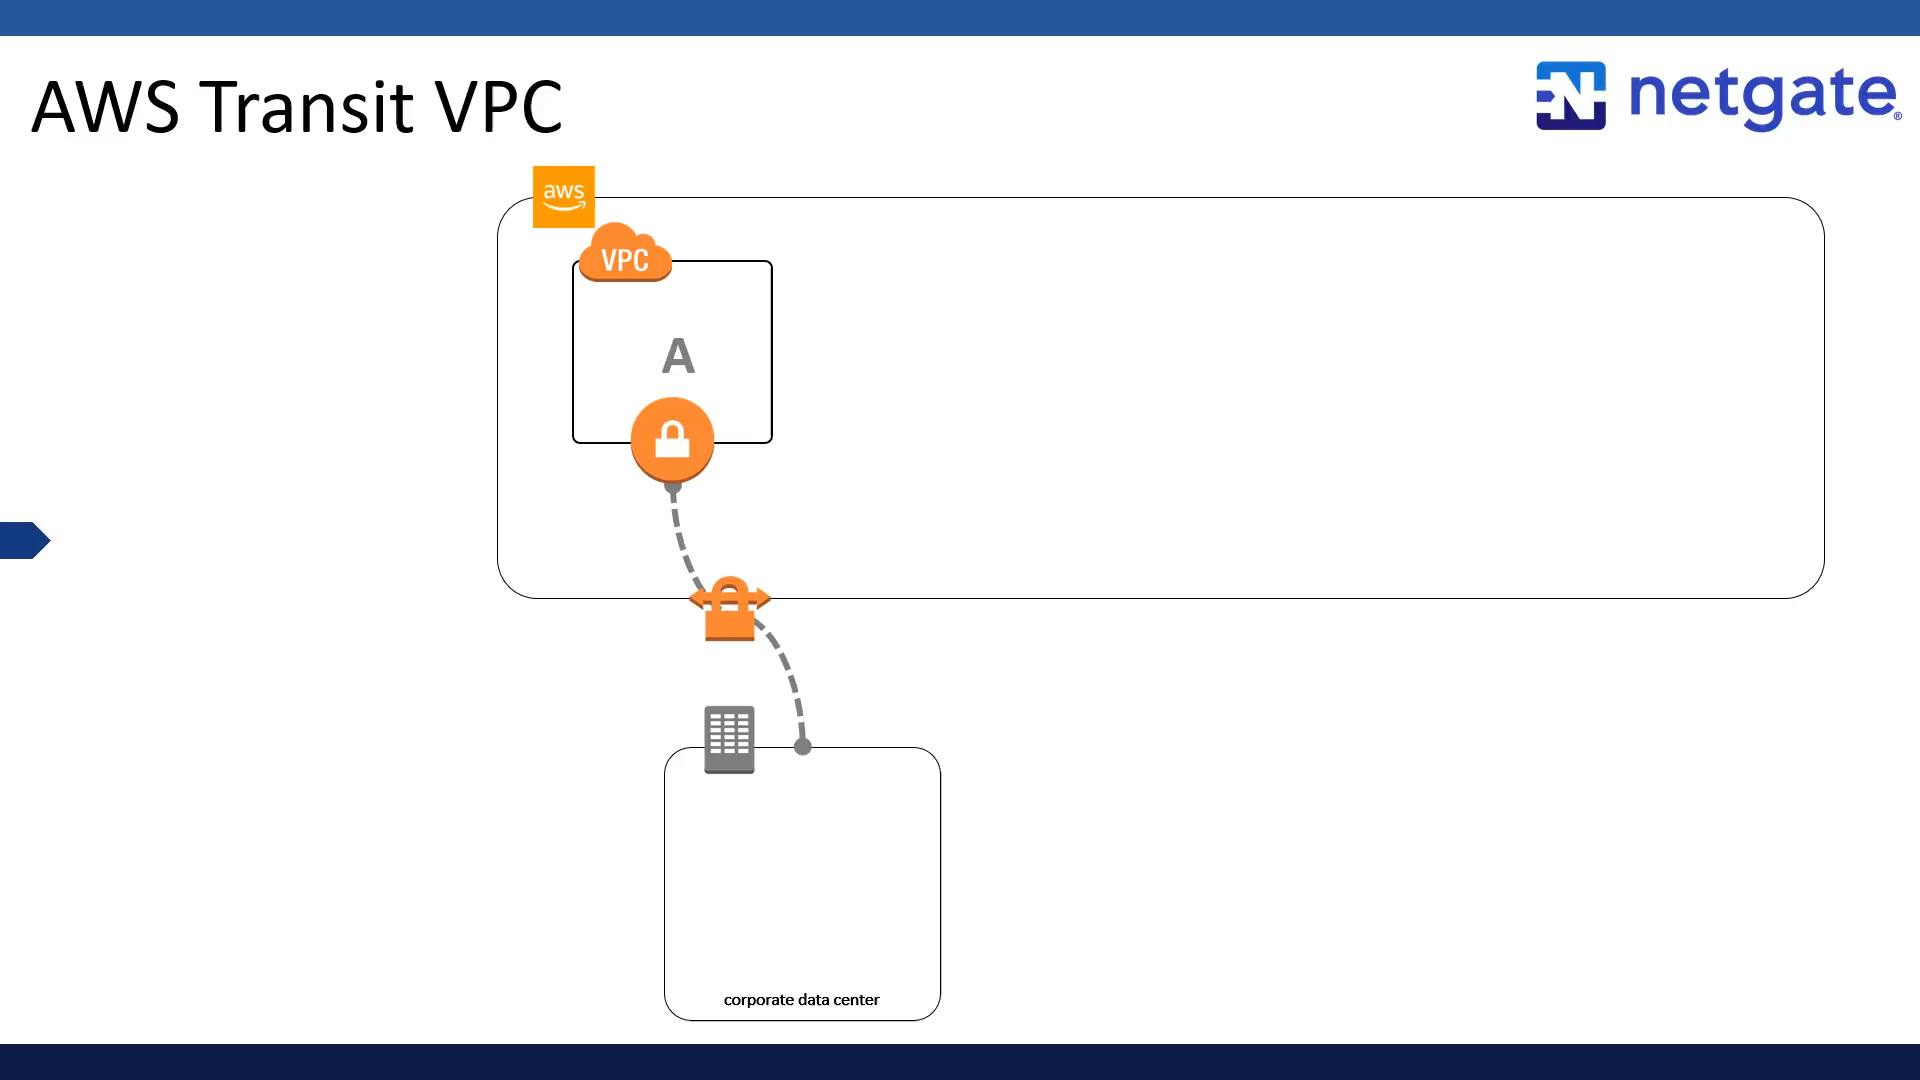 AWS Transit VPC
netgate®
aws
VPC
A
corporate data center